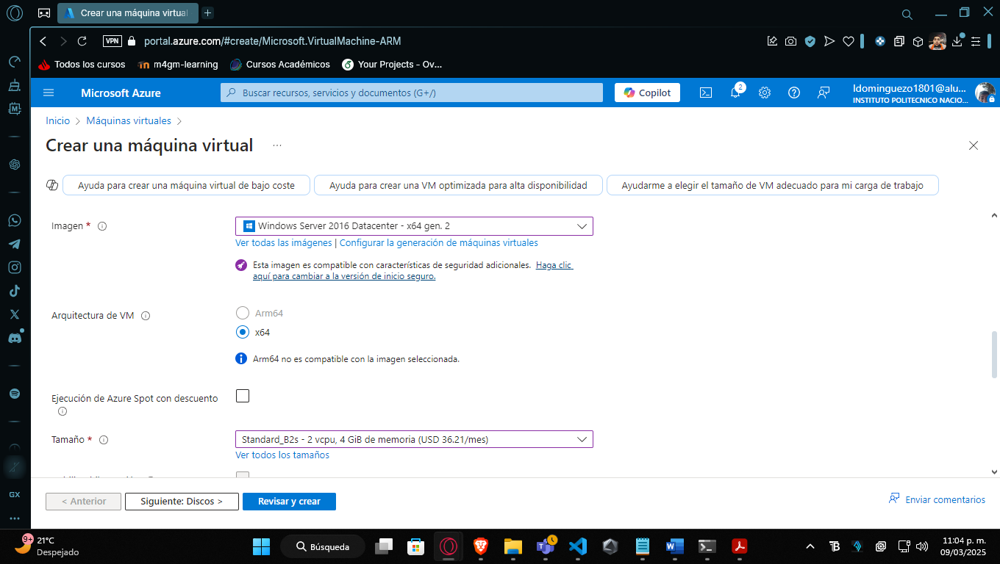 Crear una máquina virtual
VPN
portal.azure.com/#create/Microsoft.VirtualMachine-ARM
Todos los cursos
m4gm-learning
Cursos Académicos
Your Projects - Ov...
Microsoft Azure
Buscar recursos, servicios y documentos (G+/)
Copilot
2
ldominguezo1801@alu...
INSTITUTO POLITECNICO NACIO...
Inicio > Máquinas virtuales >
Crear una máquina virtual ...
Ayuda para crear una máquina virtual de bajo coste
Ayuda para crear una VM optimizada para alta disponibilidad
Ayudarme a elegir el tamaño de VM adecuado para mi carga de trabajo
Imagen *
Windows Server 2016 Datacenter - x64 gen. 2
Ver todas las imágenes | Configurar la generación de máquinas virtuales
Esta imagen es compatible con características de seguridad adicionales. Haga clic
aquí para cambiar a la versión de inicio seguro.
Arquitectura de VM
Arm64
x64
Arm64 no es compatible con la imagen seleccionada.
Ejecución de Azure Spot con descuento
Tamaño *
Standard_B2s - 2 vcpu, 4 GiB de memoria (USD 36.21/mes)
Ver todos los tamaños
< Anterior
Siguiente: Discos >
Revisar y crear
Enviar comentarios
GX
9+
21°C
Despejado
Búsqueda
11:04 p. m.
09/03/2025